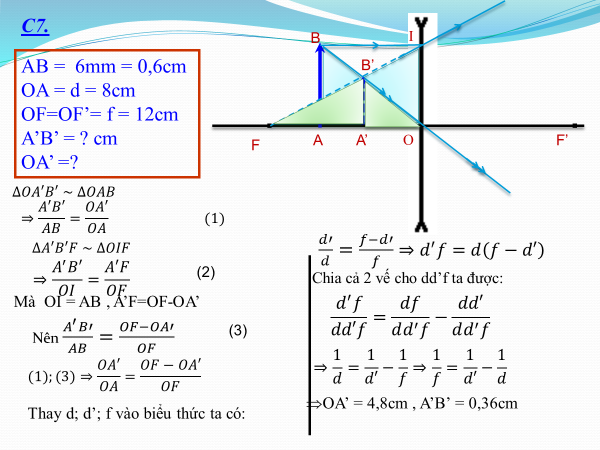 C7.
AB = 6mm = 0,6cm
OA = d = 8cm
OF=OF’= f = 12cm
A’B’ = ? cm
OA’ =?
B
I
B’
F
A
A’
O
F’
ΔOA′B′ ~ ΔOAB
⇒ A′B′/AB = OA′/OA (1)
ΔA′B′F ~ ΔOIF
⇒ A′B′/OI = A′F/OF (2)
Mà OI = AB , A’F=OF-OA’
Nên A′B′/AB = OF−OA′/OF (3)
(1); (3) ⇒ OA′/OA = OF − OA′/OF
Thay d; d’; f vào biểu thức ta có:
d′/d = f−d′/f ⇒ d′f = d(f − d′)
Chia cả 2 vế cho dd’f ta được:
d′f/dd′f = df/dd′f − dd′/dd′f
⇒ 1/d = 1/d′ − 1/f ⇒ 1/f = 1/d′ − 1/d
⇒OA’ = 4,8cm , A’B’ = 0,36cm